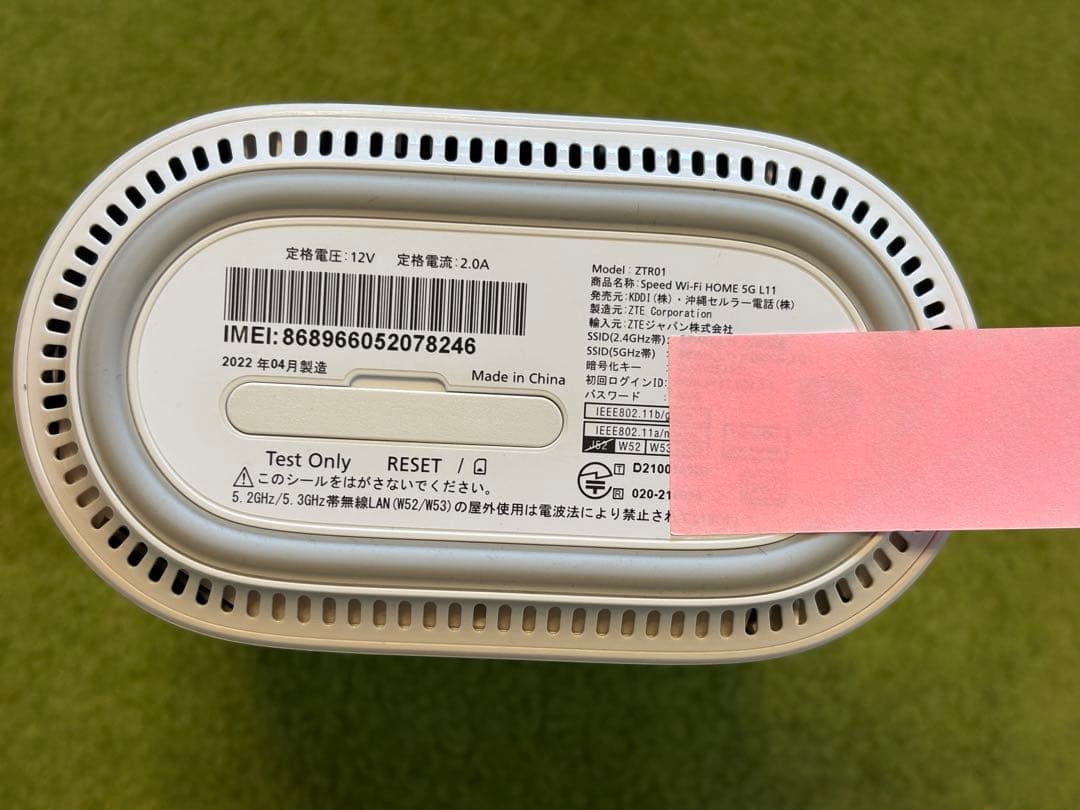 定格電圧:12V 定格電流:2.0A
IMEI:868966052078246
2022 年04月製造
Made in China
Test Only RESET /
このシールをはがさないでください。
5.2GHz/5.3GHz帯無線LAN(W52/W53)の屋外使用は電波法により禁止さ
Model : ZTR01
商品名称:Speed Wi-Fi HOME 5G L11
発売元:KDDI(株)・沖縄セルラー電話(株)
製造元:ZTE Corporation
輸入元:ZTEジャパン株式会社
SSID(2.4GHz帯):
SSID(5GHz帯)
暗号化キー
初回ログインID:
パスワード :
IEEE802.11b/g
IEEE802.11a/n
J52 W52 W53
T D2100
R 020-21